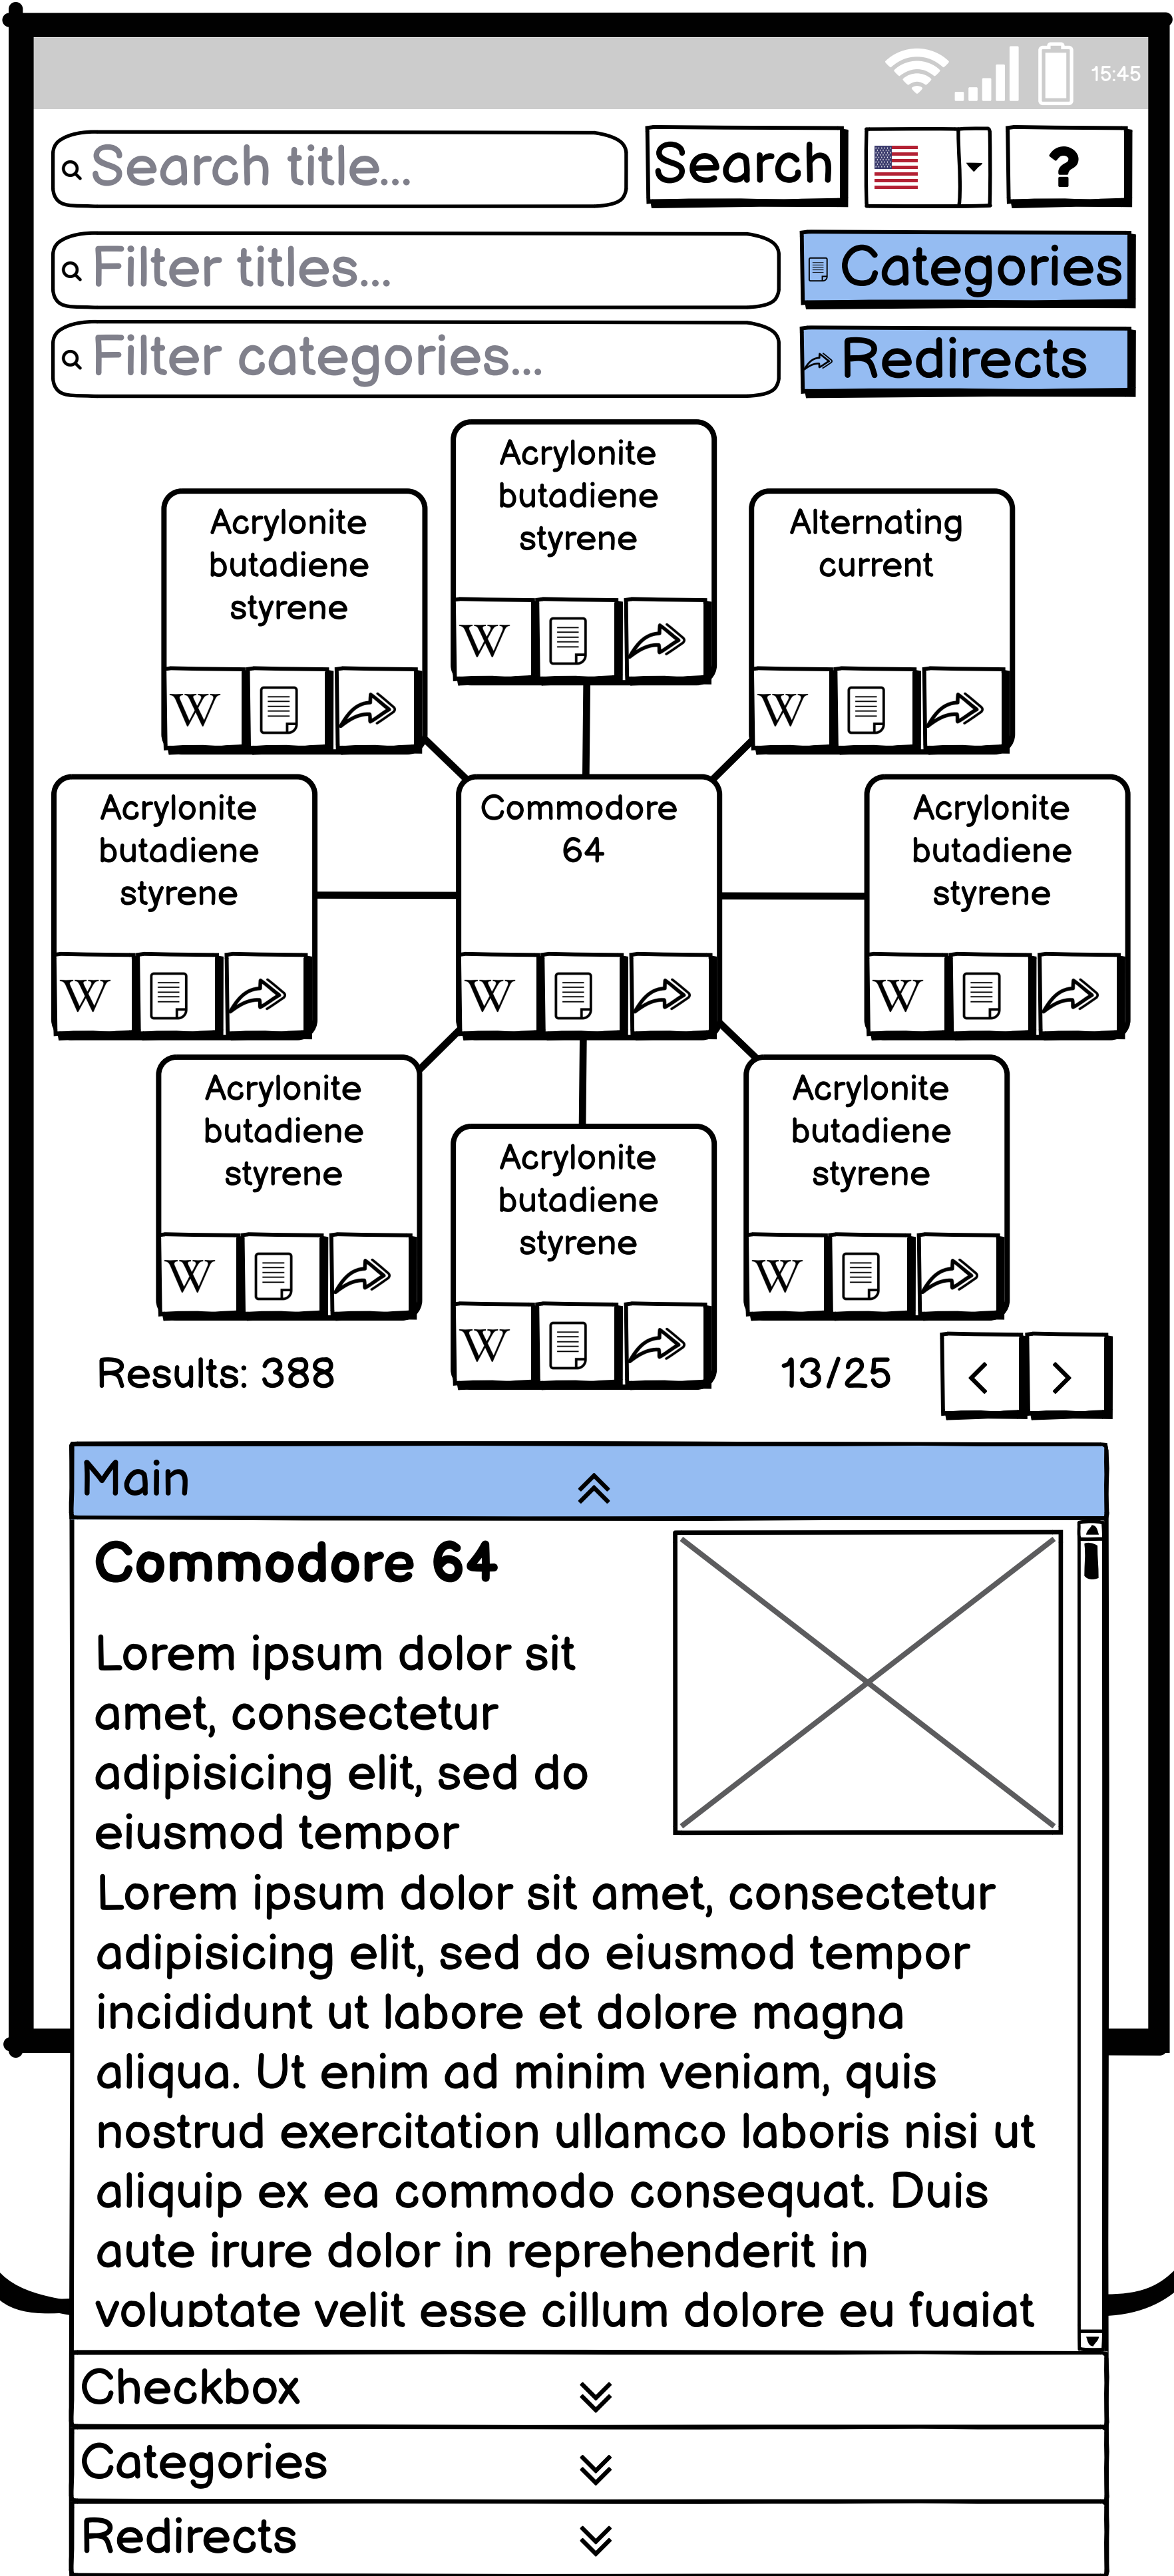 15:45
Search title...
Search
?
Filter titles...
Categories
Filter categories...
Redirects
Acrylonite
butadiene
styrene
W
Acrylonite
butadiene
styrene
W
Alternating
current
W
Acrylonite
butadiene
styrene
W
Commodore
64
W
Acrylonite
butadiene
styrene
W
Acrylonite
butadiene
styrene
W
Acrylonite
butadiene
styrene
W
Acrylonite
butadiene
styrene
W
Results: 388
13/25
< >
Main
Commodore 64
Lorem ipsum dolor sit
amet, consectetur
adipisicing elit, sed do
eiusmod tempor
Lorem ipsum dolor sit amet, consectetur
adipisicing elit, sed do eiusmod tempor
incididunt ut labore et dolore magna
aliqua. Ut enim ad minim veniam, quis
nostrud exercitation ullamco laboris nisi ut
aliquip ex ea commodo consequat. Duis
aute irure dolor in reprehenderit in
voluptate velit esse cillum dolore eu fugiat
Checkbox
Categories
Redirects